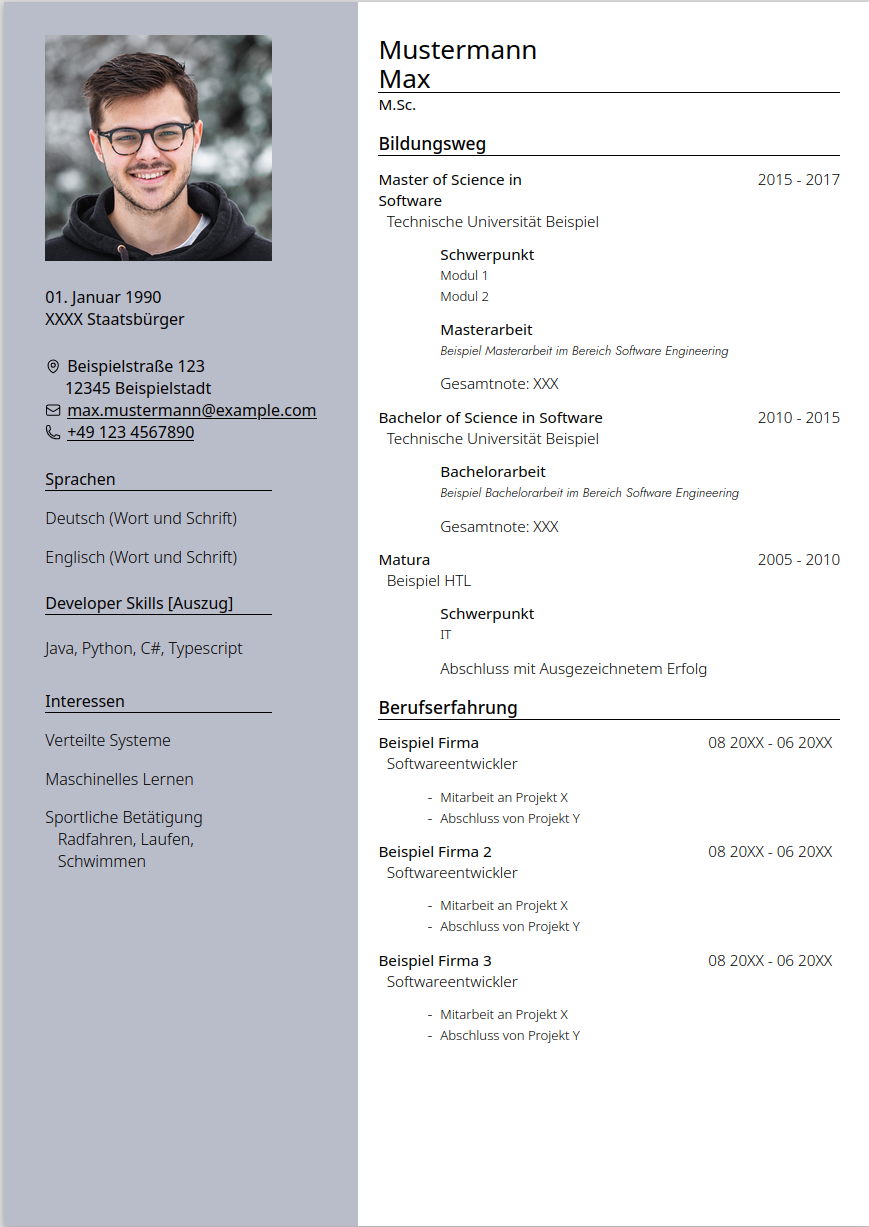 01. Januar 1990
XXXX Staatsbürger
Beispielstraße 123
12345 Beispielstadt
max.mustermann@example.com
+49 123 4567890
Sprachen
Deutsch (Wort und Schrift)
Englisch (Wort und Schrift)
Developer Skills [Auszug]
Java, Python, C#, Typescript
Interessen
Verteilte Systeme
Maschinelles Lernen
Sportliche Betätigung
Radfahren, Laufen,
Schwimmen
Mustermann
Max
M.Sc.
Bildungsweg
Master of Science in 2015 - 2017
Software
Technische Universität Beispiel
Schwerpunkt
Modul 1
Modul 2
Masterarbeit
Beispiel Masterarbeit im Bereich Software Engineering
Gesamtnote: XXX
Bachelor of Science in Software 2010 - 2015
Technische Universität Beispiel
Bachelorarbeit
Beispiel Bachelorarbeit im Bereich Software Engineering
Gesamtnote: XXX
Matura 2005 - 2010
Beispiel HTL
Schwerpunkt
IT
Abschluss mit Ausgezeichnetem Erfolg
Berufserfahrung
Beispiel Firma 08 20XX - 06 20XX
Softwareentwickler
- Mitarbeit an Projekt X
- Abschluss von Projekt Y
Beispiel Firma 2 08 20XX - 06 20XX
Softwareentwickler
- Mitarbeit an Projekt X
- Abschluss von Projekt Y
Beispiel Firma 3 08 20XX - 06 20XX
Softwareentwickler
- Mitarbeit an Projekt X
- Abschluss von Projekt Y